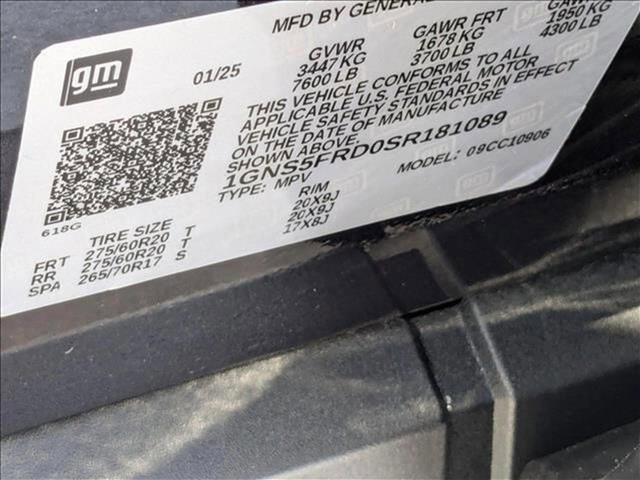 MFD BY GENERAL
gm
01/25
GVWR
3447 KG
7600 LB
GAWR FRT
1678 KG
3700 LB
GAWR
1950 KG
4300 LB
THIS VEHICLE CONFORMS TO ALL
APPLICABLE U.S. FEDERAL MOTOR
VEHICLE SAFETY STANDARDS IN EFFECT
ON THE DATE OF MANUFACTURE
SHOWN ABOVE.
1GNS5FRD0SR181089
TYPE: MPV
MODEL: 09CC10906
618G
TIRE SIZE
RIM
FRT 275/60R20 T 20X9J
RR 275/60R20 T 20X9J
SPA 265/70R17 S 17X8J